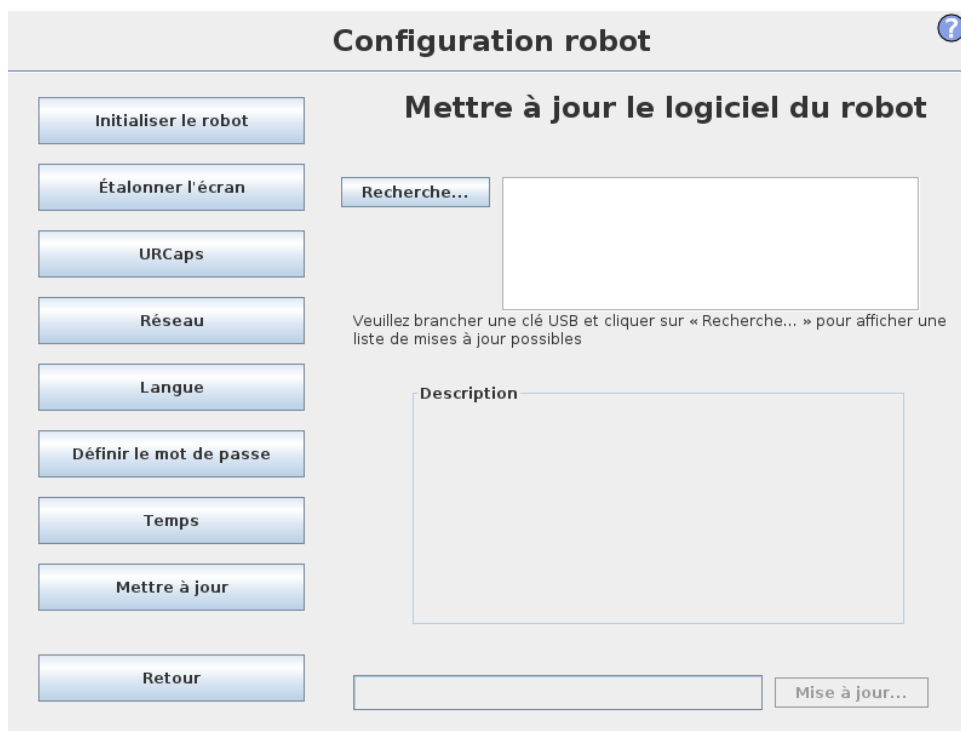 Configuration robot
?
Initialiser le robot
Étalonner l'écran
URCaps
Réseau
Langue
Définir le mot de passe
Temps
Mettre à jour
Retour
Mettre à jour le logiciel du robot
Recherche...
Veuillez brancher une clé USB et cliquer sur « Recherche... » pour afficher une
liste de mises à jour possibles
Description
Mise à jour...